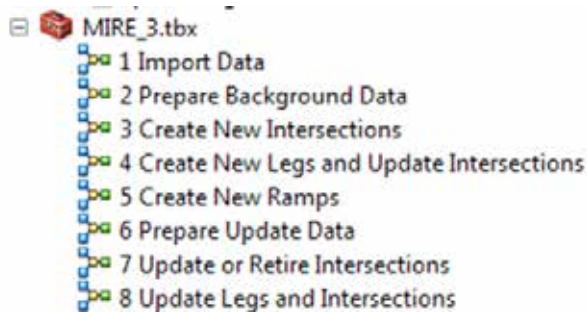 MIRE_3.tbx
1 Import Data
2 Prepare Background Data
3 Create New Intersections
4 Create New Legs and Update Intersections
5 Create New Ramps
6 Prepare Update Data
7 Update or Retire Intersections
8 Update Legs and Intersections